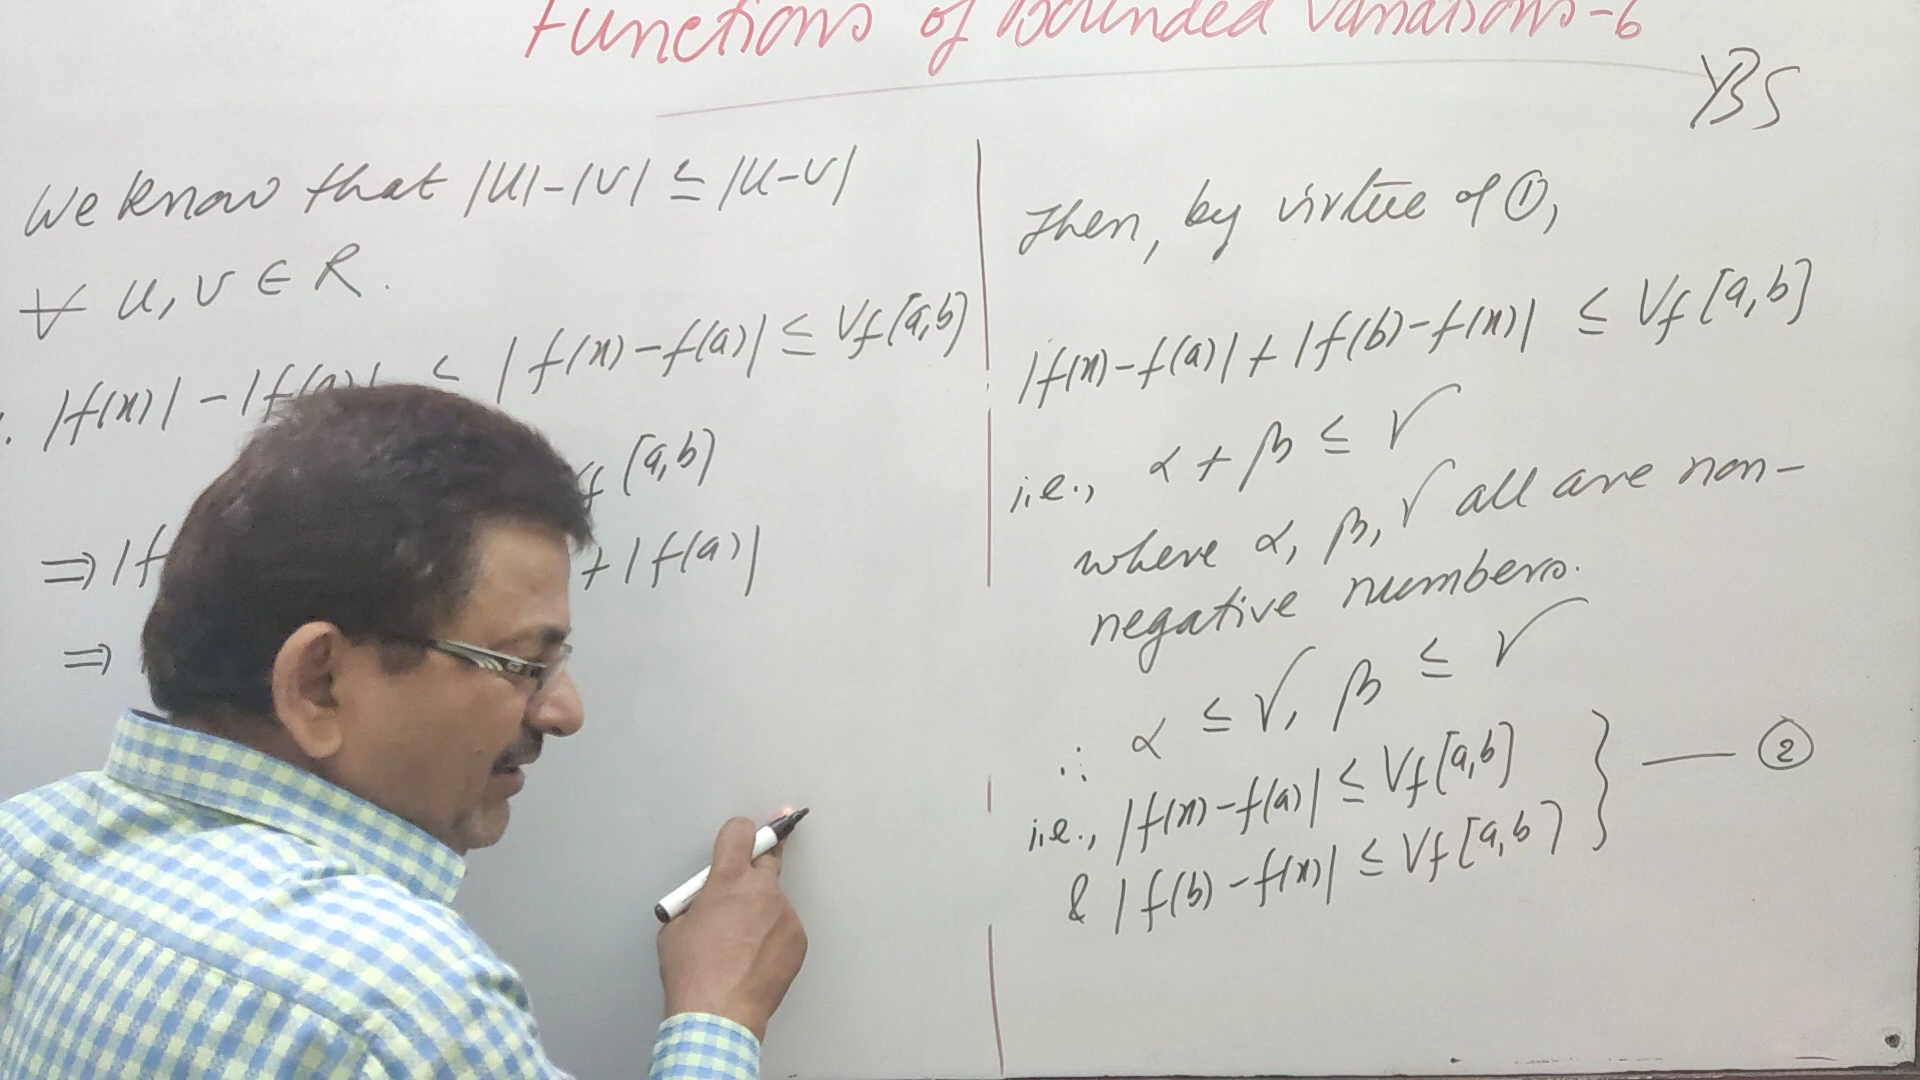 Functions of Bounded Variations-6
YBS
We know that |u|-|v| ≤ |u-v|
∀ u, v ∈ R.
|f(x)| - |f(a)| ≤ |f(x)-f(a)| ≤ Vf[a,b]
f [a,b]
⇒ |f + |f(a)|
⇒
Then, by virtue of ①,
|f(x)-f(a)| + |f(b)-f(x)| ≤ Vf[a,b]
i.e., α + β ≤ γ
where α, β, γ all are non-
negative numbers.
∴ α ≤ γ, β ≤ γ
i.e., |f(x)-f(a)| ≤ Vf[a,b]
& |f(b)-f(x)| ≤ Vf[a,b] } — ②